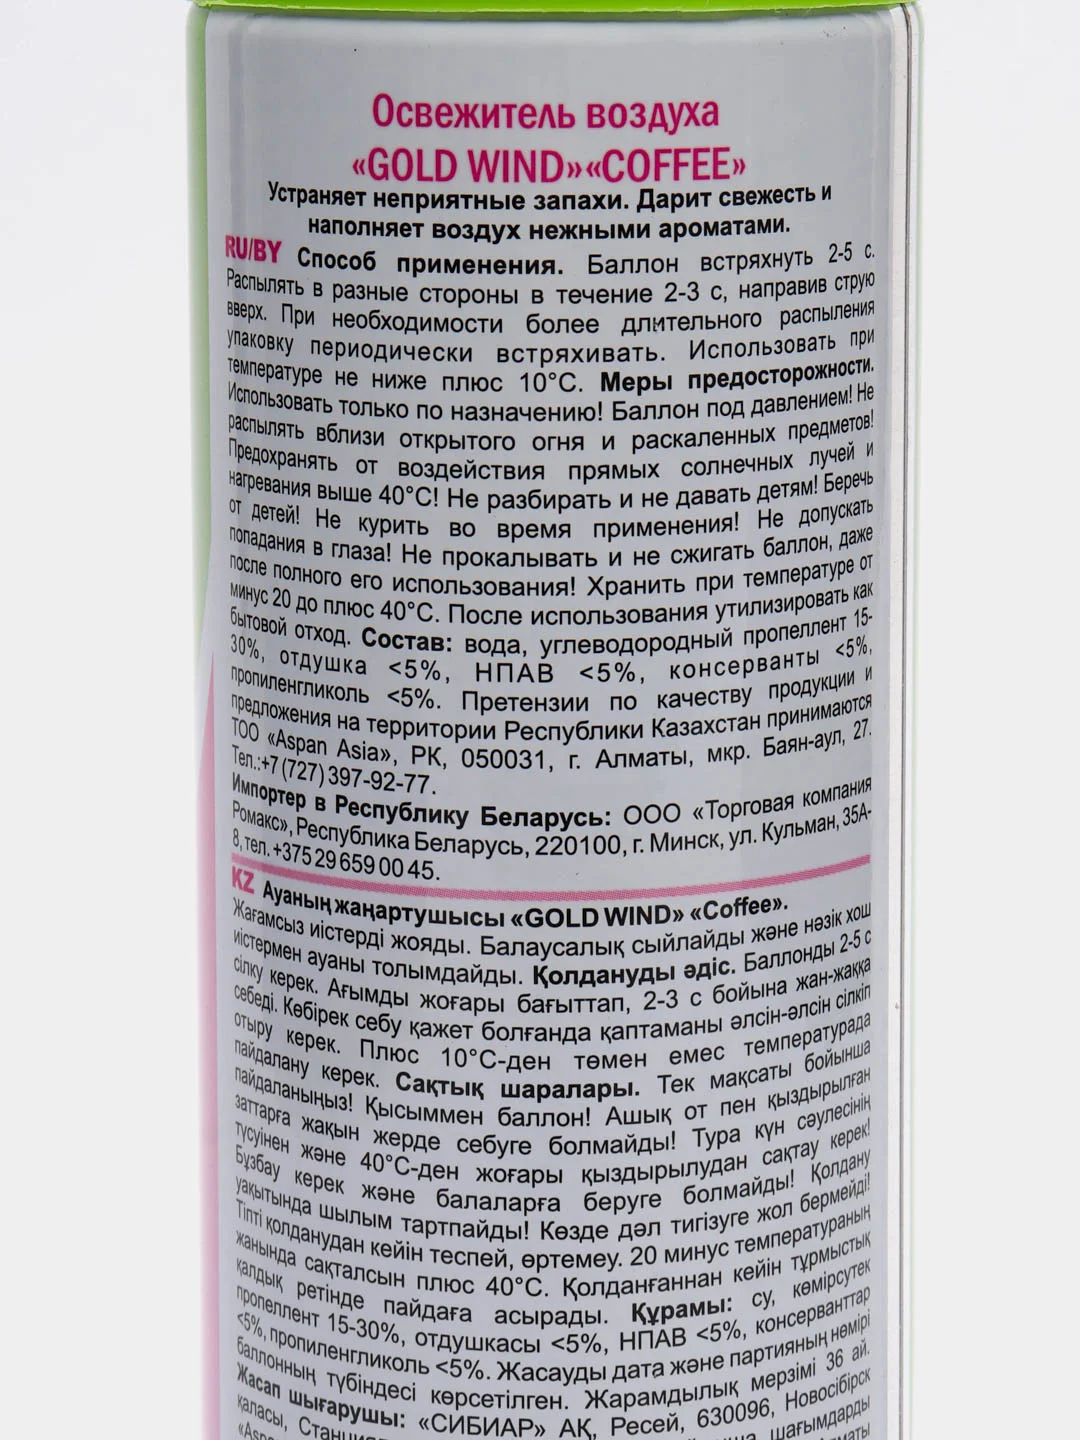 Освежитель воздуха
«GOLD WIND»«COFFEE»
Устраняет неприятные запахи. Дарит свежесть и
наполняет воздух нежными ароматами.
RU/BY Способ применения. Баллон встряхнуть 2-5 с.
Распылять в разные стороны в течение 2-3 с, направив струю
вверх. При необходимости более длительного распыления
упаковку периодически встряхивать. Использовать при
температуре не ниже плюс 10°С. Меры предосторожности.
Использовать только по назначению! Баллон под давлением! Не
распылять вблизи открытого огня и раскаленных предметов!
Предохранять от воздействия прямых солнечных лучей и
нагревания выше 40°С! Не разбирать и не давать детям! Беречь
от детей! Не курить во время применения! Не допускать
попадания в глаза! Не прокалывать и не сжигать баллон, даже
после полного его использования! Хранить при температуре от
минус 20 до плюс 40°С. После использования утилизировать как
бытовой отход. Состав: вода, углеводородный пропеллент 15-
30%, отдушка <5%, НПАВ <5%, консерванты <5%,
пропиленгликоль <5%. Претензии по качеству продукции и
предложения на территории Республики Казахстан принимаются
ТОО «Aspan Asia», РК, 050031, г. Алматы, мкр. Баян-аул, 27.
Тел.:+7 (727) 397-92-77.
Импортер в Республику Беларусь: ООО «Торговая компания
Ромакс», Республика Беларусь, 220100, г. Минск, ул. Кульман, 35А-
8, тел. +375 29 659 00 45.
KZ Ауаның жаңартушысы «GOLD WIND» «Coffee».
Жағамсыз иістерді жояды. Балаусалық сыйлайды және нәзік хош
иістермен ауаны толымдайды. Қолдануды әдіс. Баллонды 2-5 с
сілку керек. Ағымды жоғары бағыттап, 2-3 с бойына жан-жаққа
себеді. Көбірек себу қажет болғанда қаптаманы әлсін-әлсін сілкіп
отыру керек. Плюс 10°С-ден төмен емес температурада
пайдалану керек. Сақтық шаралары. Тек мақсаты бойынша
пайдаланыңыз! Қысыммен баллон! Ашық от пен қыздырылған
заттарға жақын жерде себуге болмайды! Тура күн сәулесінің
түсуінен және 40°С-ден жоғары қыздырылудан сақтау керек!
Бұзбау керек және балаларға беруге болмайды! Қолдану
уақытында шылым тартпайды! Көзде дәл тигізуге жол бермейді!
Тіпті қолданудан кейін теспей, өртемеу. 20 минус температураның
жанында сақталсын плюс 40°С. Қолданғаннан кейін тұрмыстық
қалдық ретінде пайдаға асырады. Құрамы: су, көмірсутек
пропеллент 15-30%, отдушкасы <5%, НПАВ <5%, консерванттар
<5%, пропиленгликоль <5%. Жасауды дата және партияның нөмірі
баллонның түбіндесі көрсетілген. Жарамдылық мерзімі 36 ай.
Жасап шығарушы: «СИБИАР» АҚ, Ресей, 630096, Новосібірск
қаласы, шағымдарды